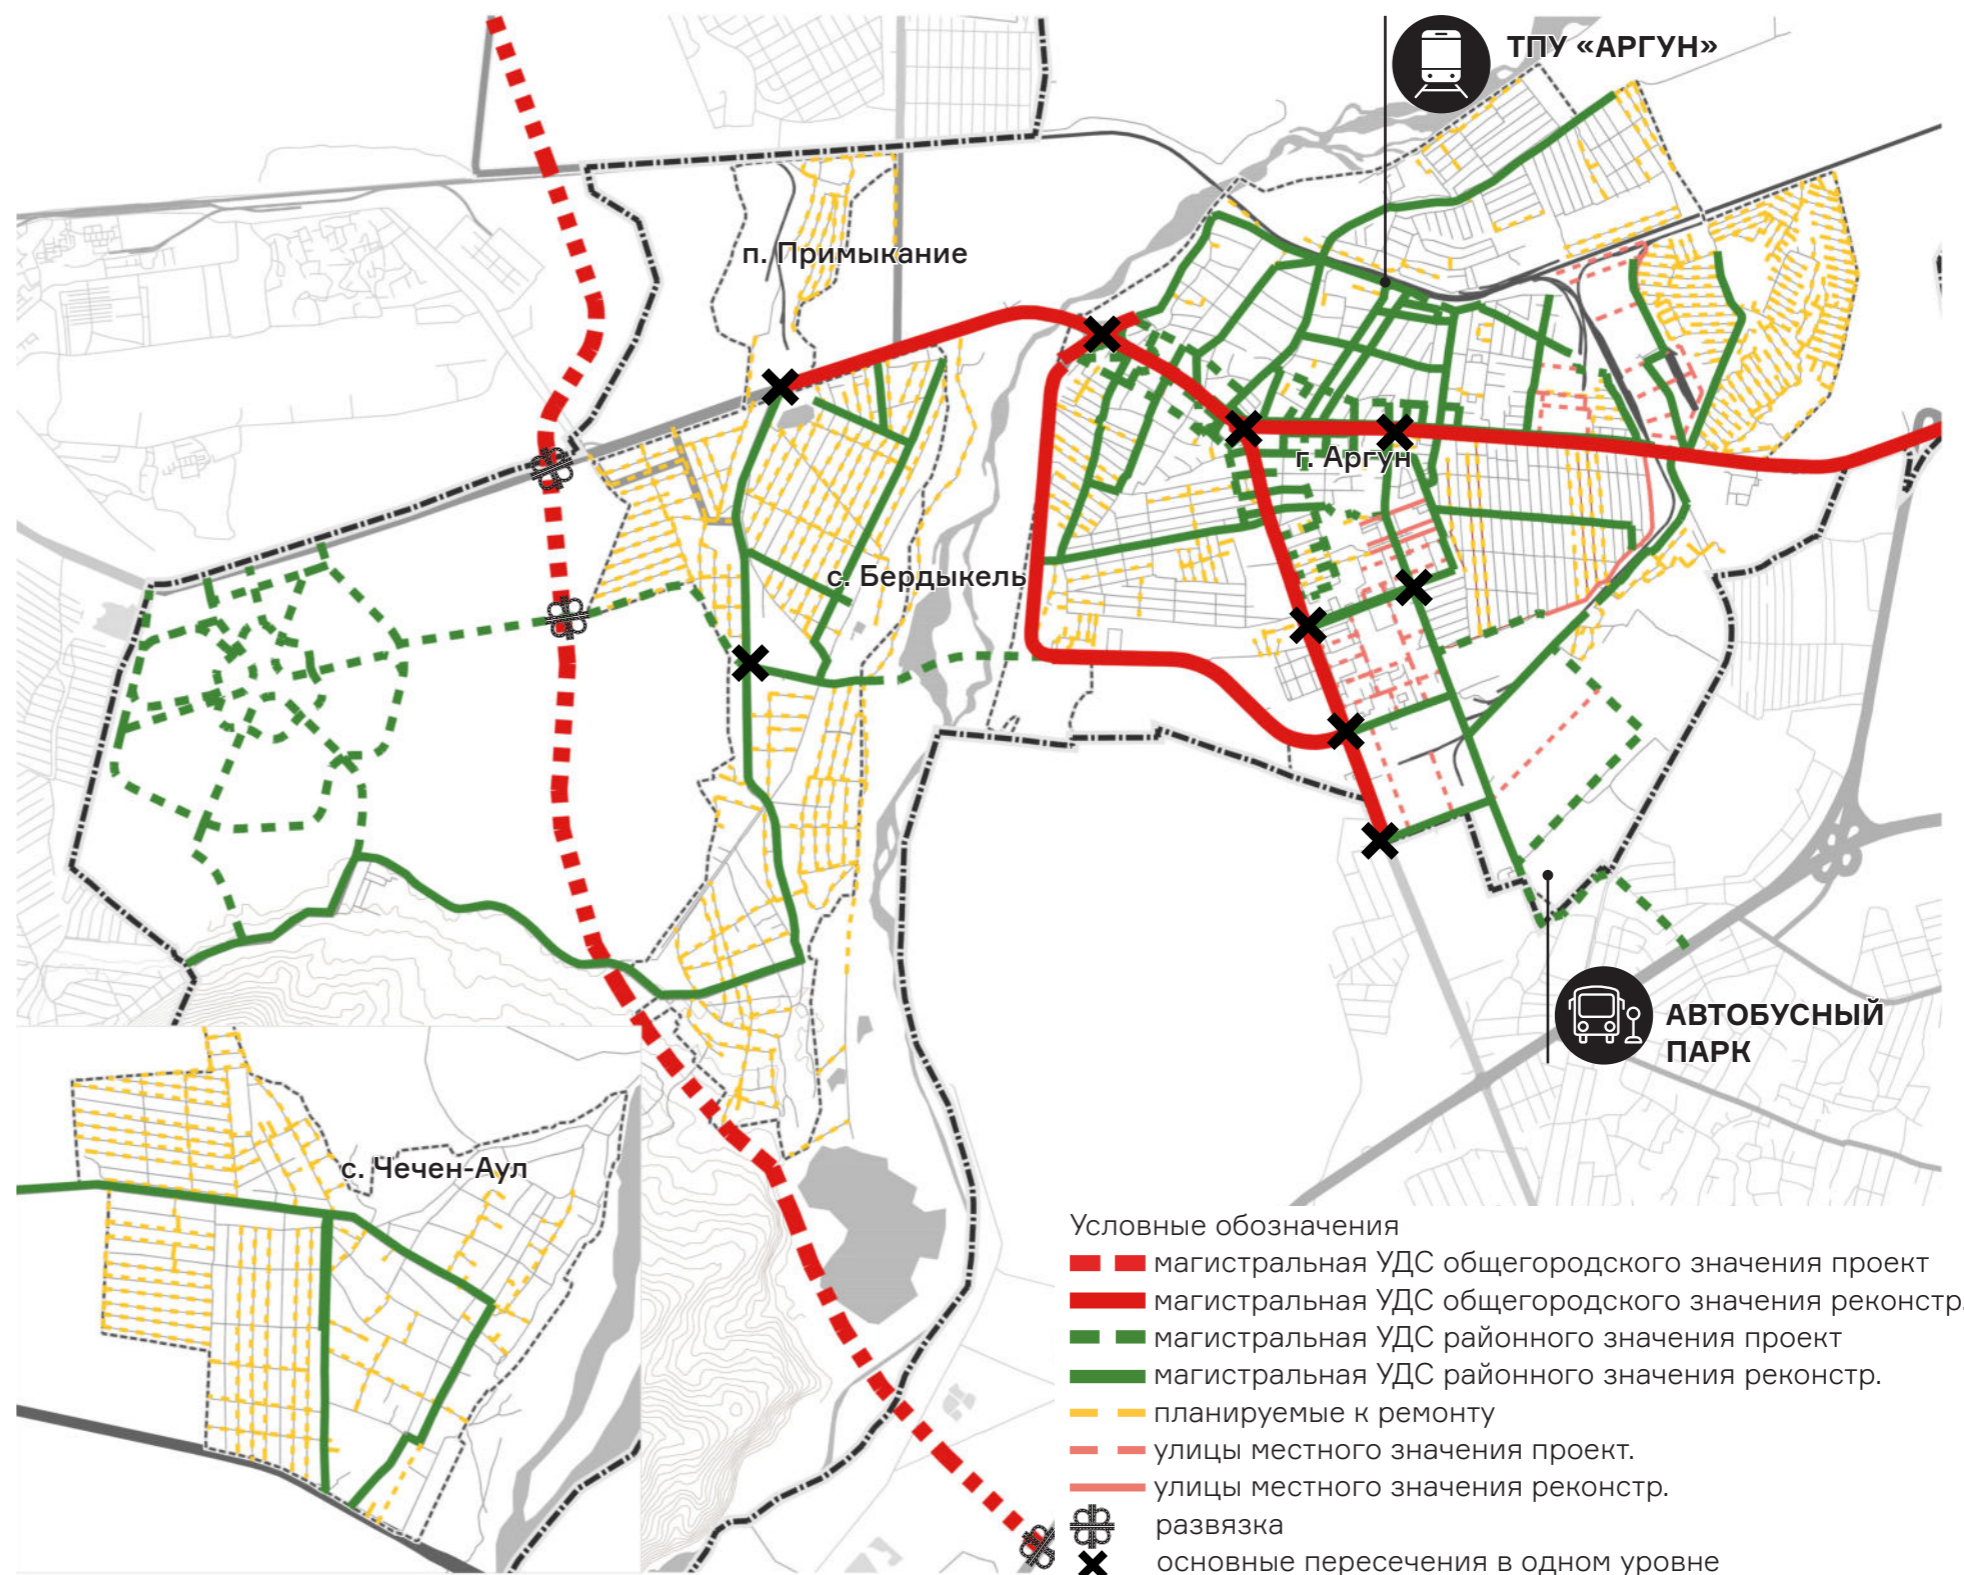 ТПУ «АРГУН»
п. Примыкание
г. Аргун
с. Бердыкель
АВТОБУСНЫЙ
ПАРК
с. Чечен-Аул
Условные обозначения
магистральная УДС общегородского значения проект
магистральная УДС общегородского значения реконстр.
магистральная УДС районного значения проект
магистральная УДС районного значения реконстр.
планируемые к ремонту
улицы местного значения проект.
улицы местного значения реконстр.
развязка
основные пересечения в одном уровне